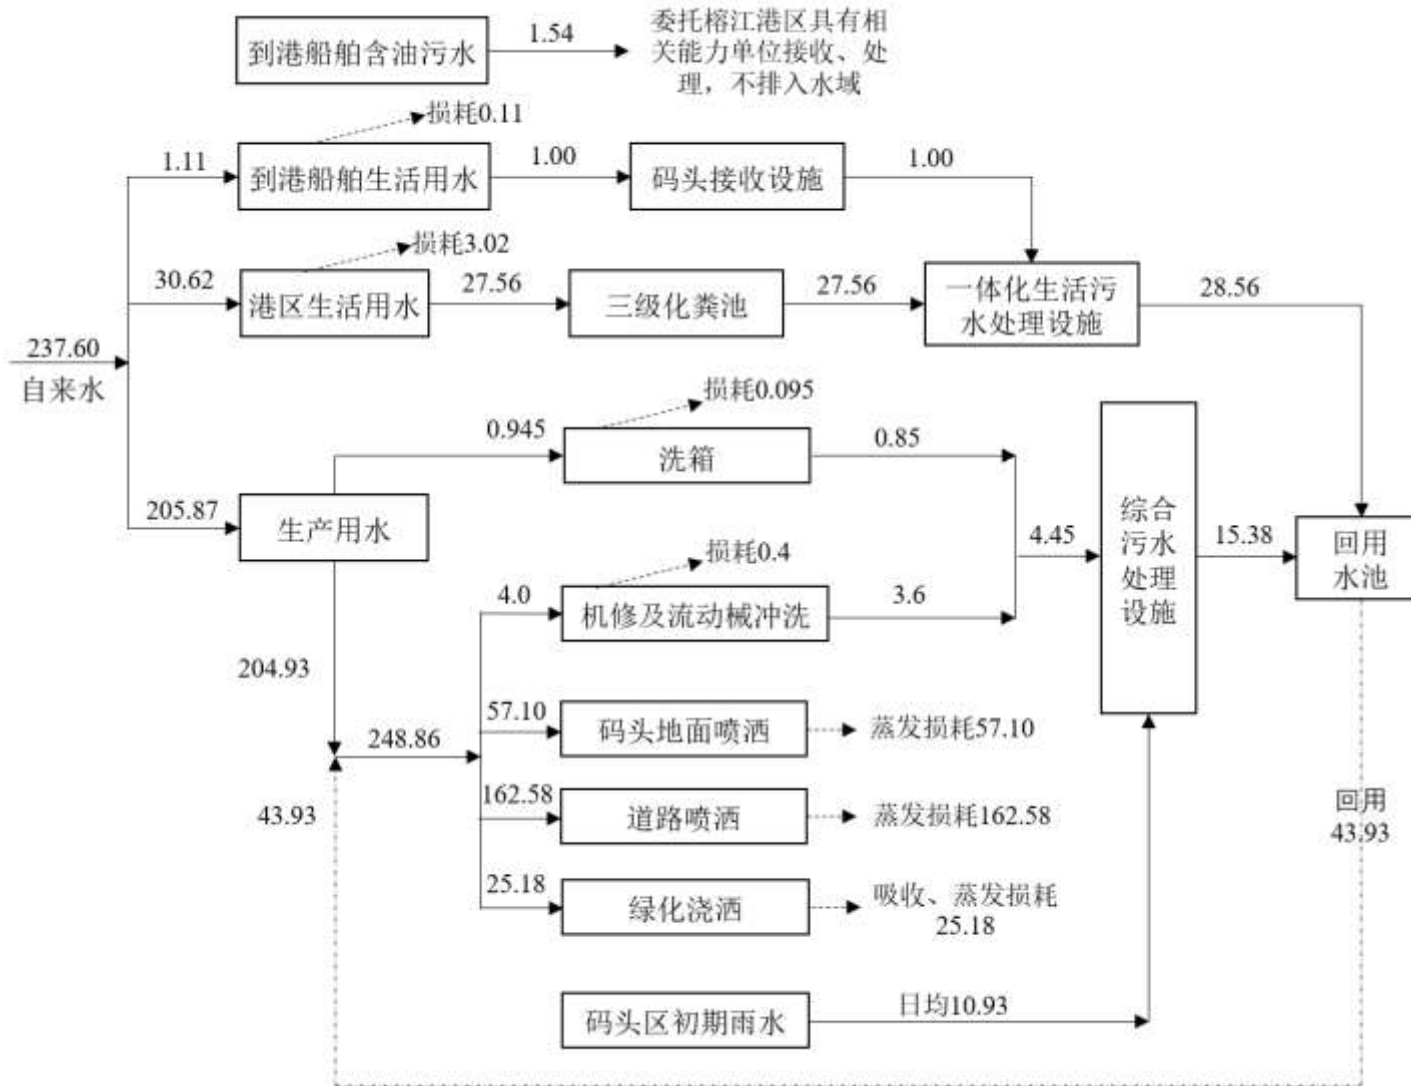 到港船舶含油污水
1.54
委托榕江港区具有相
关能力单位接收、处
理，不排入水域
损耗0.11
1.11
到港船舶生活用水
1.00
码头接收设施
1.00
损耗3.02
30.62
港区生活用水
27.56
三级化粪池
27.56
一体化生活污
水处理设施
28.56
237.60
自来水
损耗0.095
0.945
洗箱
0.85
205.87
生产用水
综合
污水
处理
设施
4.45
15.38
回用
水池
损耗0.4
4.0
机修及流动械冲洗
3.6
204.93
57.10
码头地面喷洒
蒸发损耗57.10
248.86
43.93
162.58
道路喷洒
蒸发损耗162.58
回用
43.93
25.18
绿化浇洒
吸收、蒸发损耗
25.18
码头区初期雨水
日均10.93